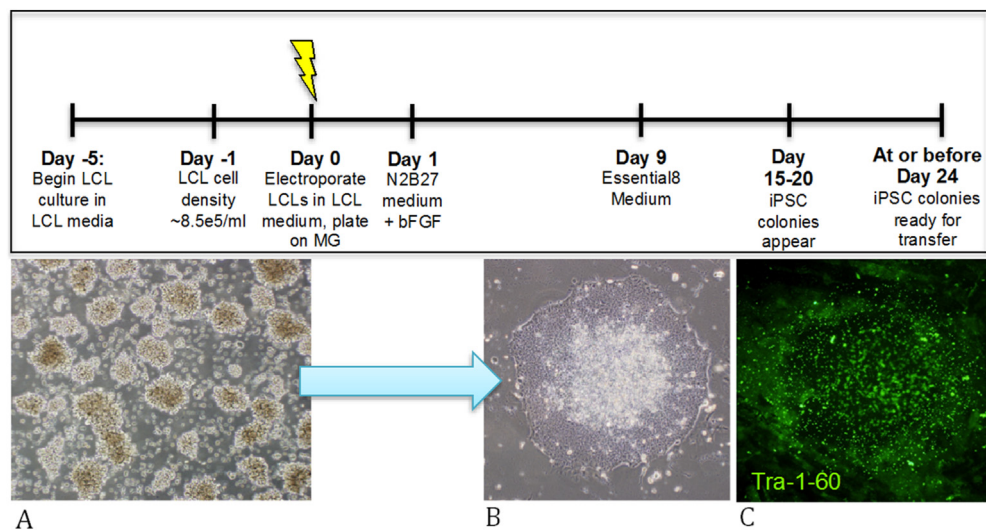 Day -5:
Begin LCL
culture in
LCL media
Day -1
LCL cell
density
~8.5e5/ml
Day 0
Electroporate
LCLs in LCL
medium, plate
on MG
Day 1
N2B27
medium
+ bFGF
Day 9
Essential8
Medium
Day
15-20
iPSC
colonies
appear
At or before
Day 24
iPSC colonies
ready for
transfer
Tra-1-60
A
B
C